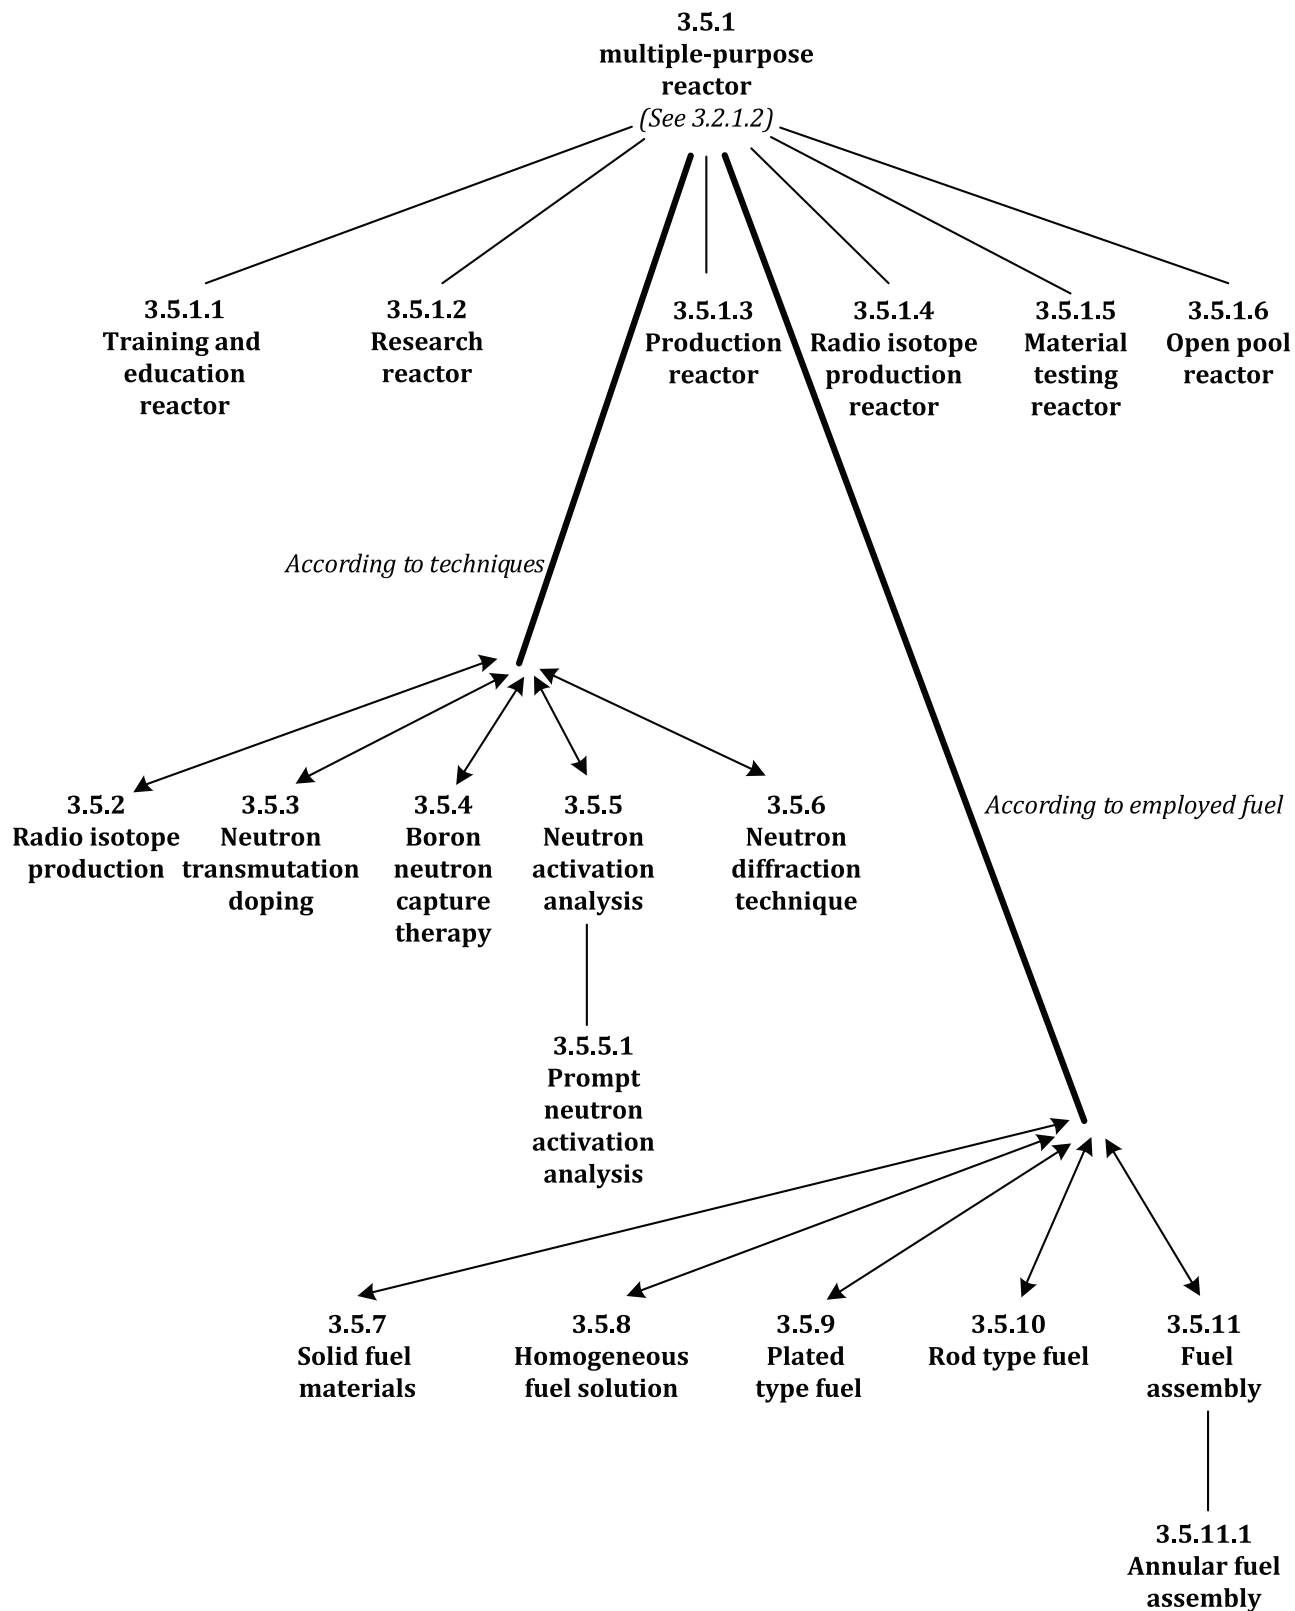 3.5.1
multiple-purpose
reactor
(See 3.2.1.2)
3.5.1.1
Training and
education
reactor
3.5.1.2
Research
reactor
3.5.1.3
Production
reactor
3.5.1.4
Radio isotope
production
reactor
3.5.1.5
Material
testing
reactor
3.5.1.6
Open pool
reactor
According to techniques
3.5.2
Radio isotope
production
3.5.3
Neutron
transmutation
doping
3.5.4
Boron
neutron
capture
therapy
3.5.5
Neutron
activation
analysis
3.5.6
Neutron
diffraction
technique
According to employed fuel
3.5.5.1
Prompt
neutron
activation
analysis
3.5.7
Solid fuel
materials
3.5.8
Homogeneous
fuel solution
3.5.9
Plated
type fuel
3.5.10
Rod type fuel
3.5.11
Fuel
assembly
3.5.11.1
Annular fuel
assembly